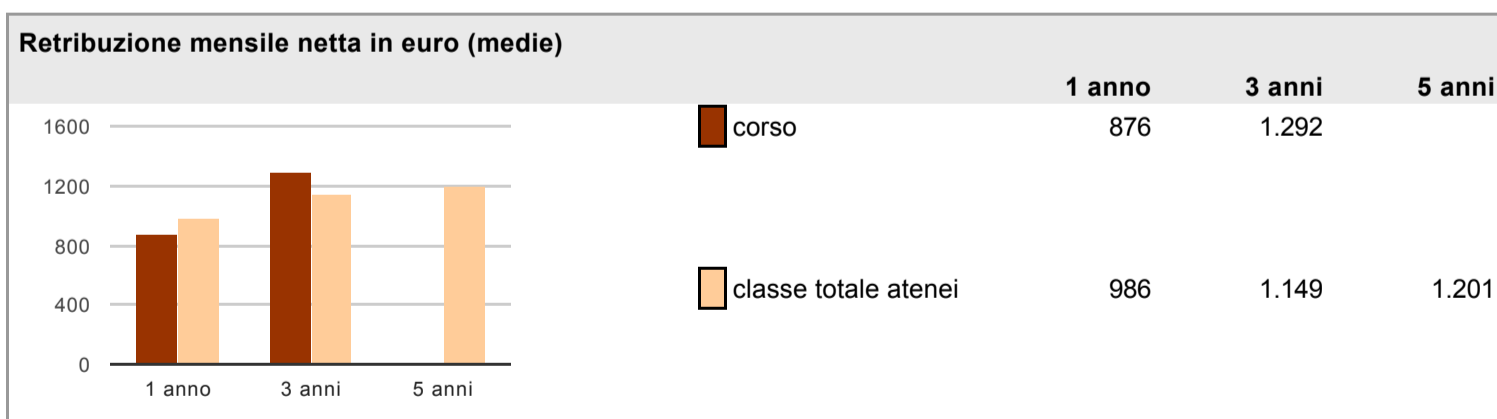 Retribuzione mensile netta in euro (medie)
1 anno 3 anni 5 anni
corso 876 1.292
classe totale atenei 986 1.149 1.201
1600
1200
800
400
0
1 anno 3 anni 5 anni